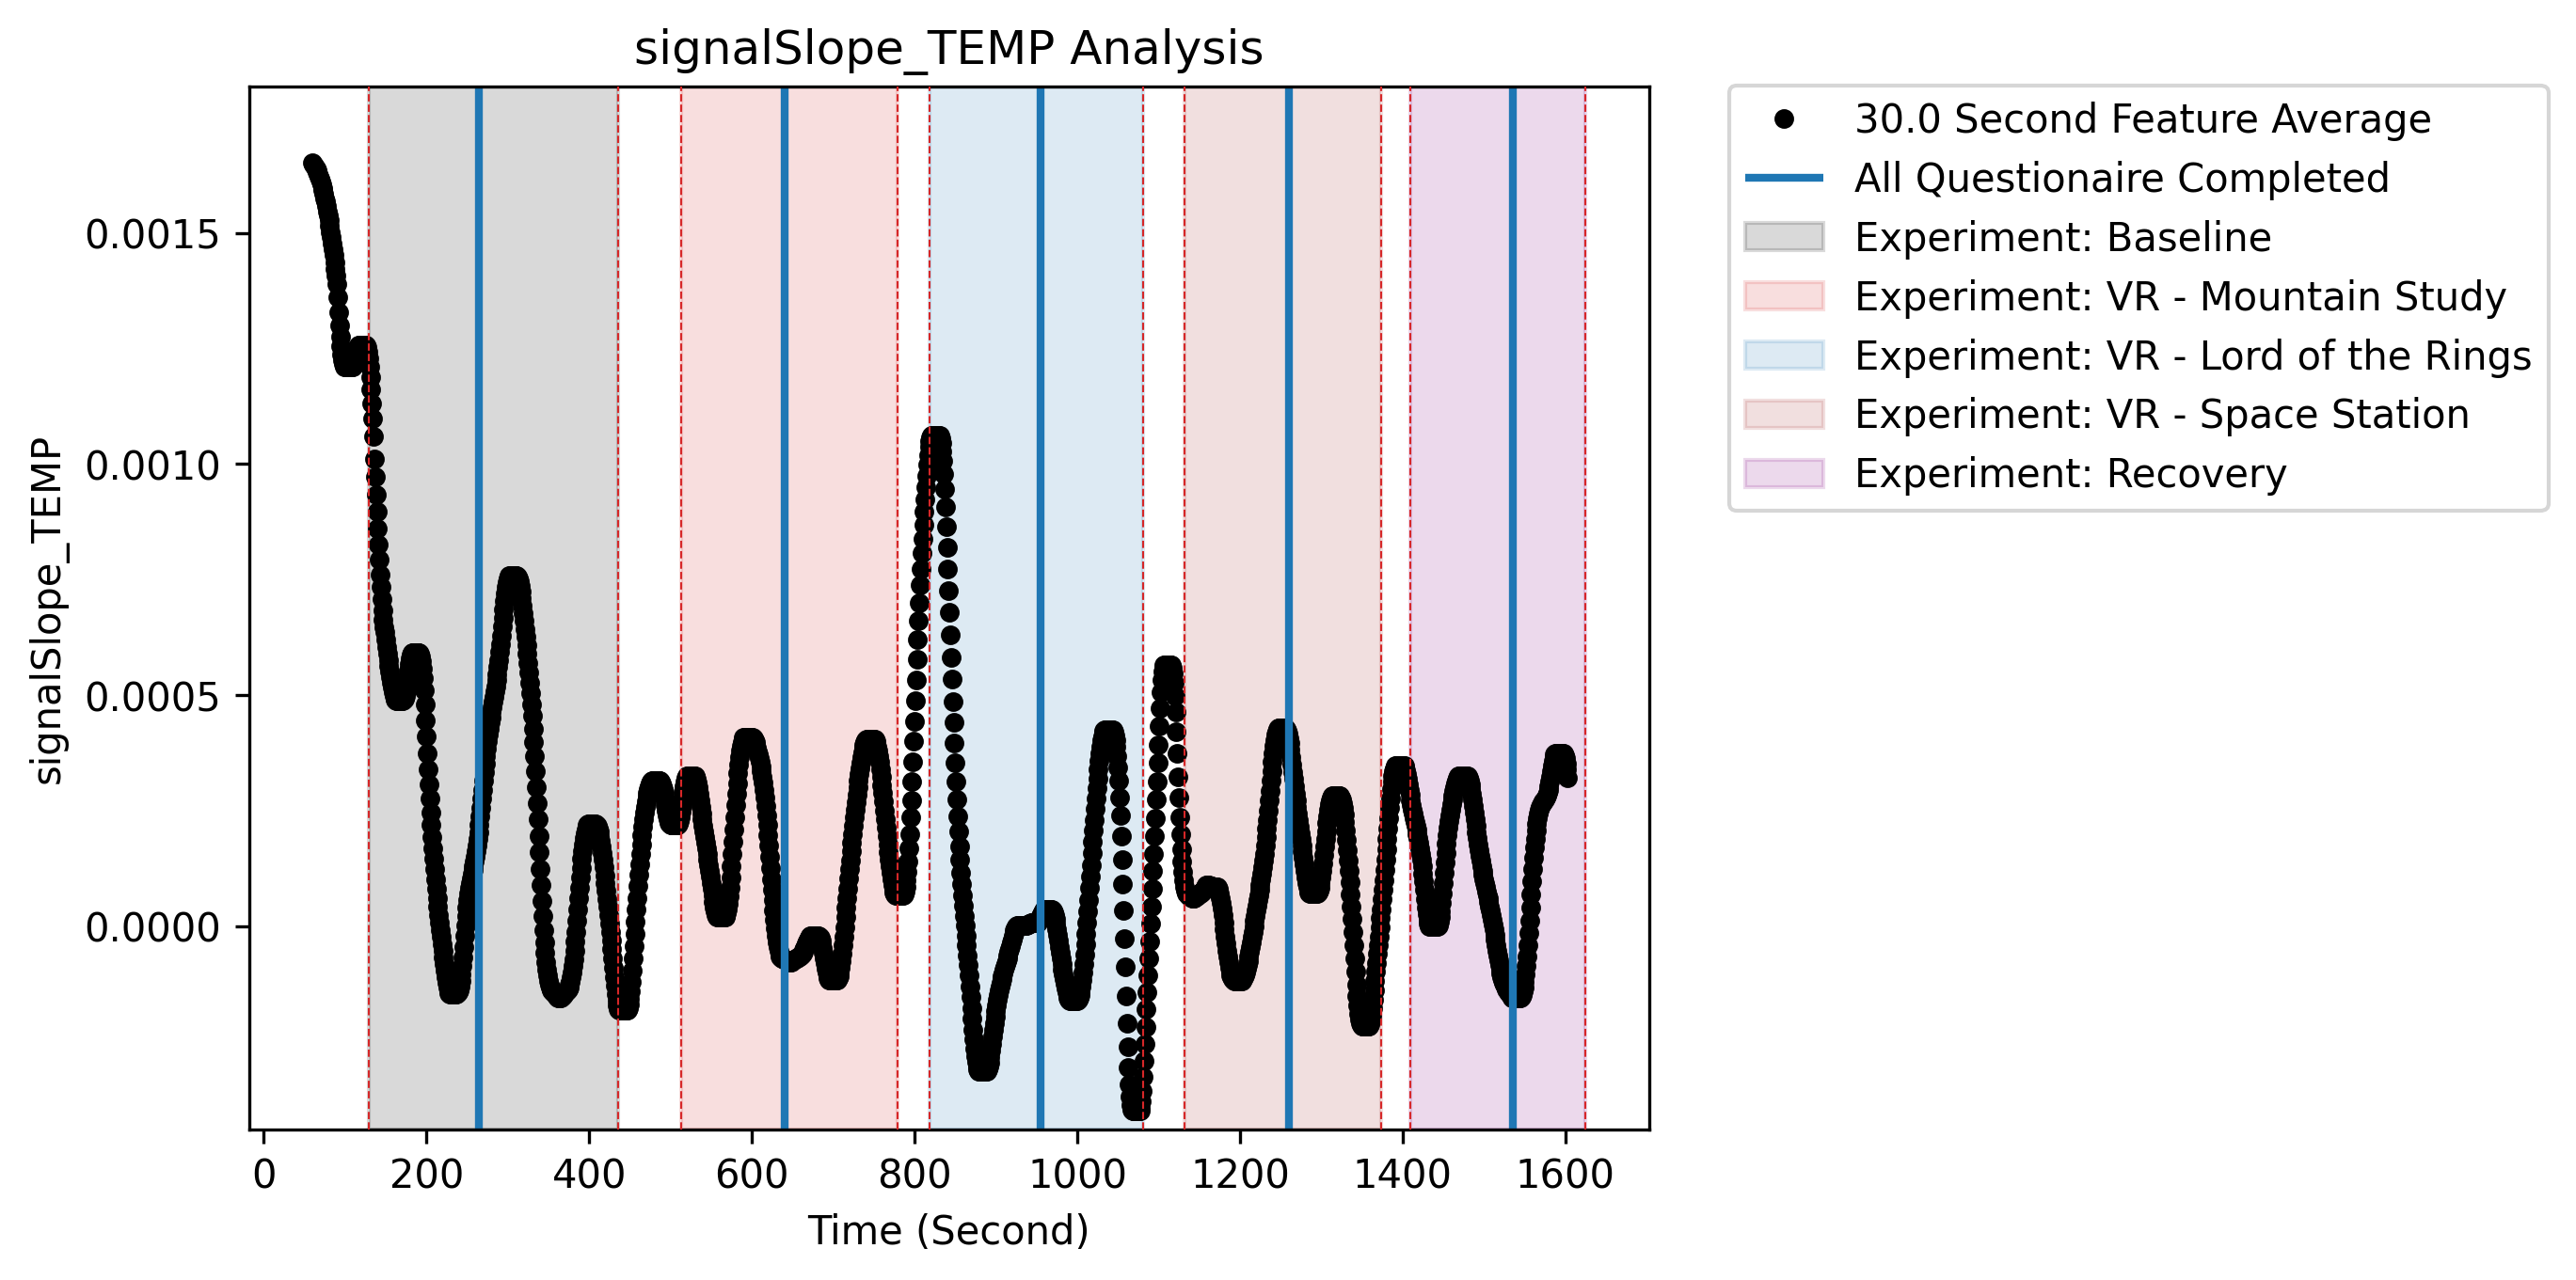 signalSlope_TEMP Analysis
signalSlope_TEMP
0.0015
0.0010
0.0005
0.0000
0 200 400 600 800 1000 1200 1400 1600
Time (Second)
30.0 Second Feature Average
All Questionaire Completed
Experiment: Baseline
Experiment: VR - Mountain Study
Experiment: VR - Lord of the Rings
Experiment: VR - Space Station
Experiment: Recovery